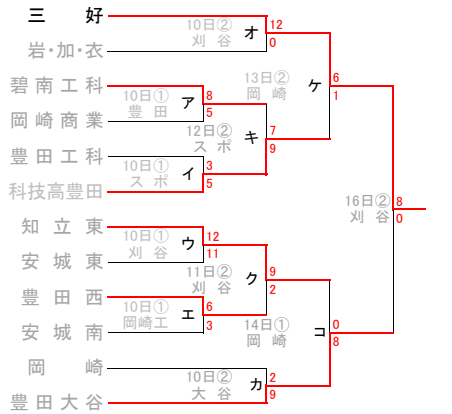 三 好
10日② 刈 谷 オ 12 0
岩・加・衣
13日② 岡 崎 ケ 6 1
碧南工科
10日① 豊 田 ア 8 5
岡崎商業
12日② ス ポ キ 7 9
豊田工科
10日① ス ポ イ 3 5
科技高豊田
16日② 刈 谷 8 0
知 立 東
10日① 刈 谷 ウ 12 11
安 城 東
11日② 刈 谷 ク 9 2
豊 田 西
10日① 岡崎工 エ 6 3
安 城 南
14日① 岡 崎 コ 0 8
岡 崎
10日② 大 谷 カ 2 9
豊田大谷